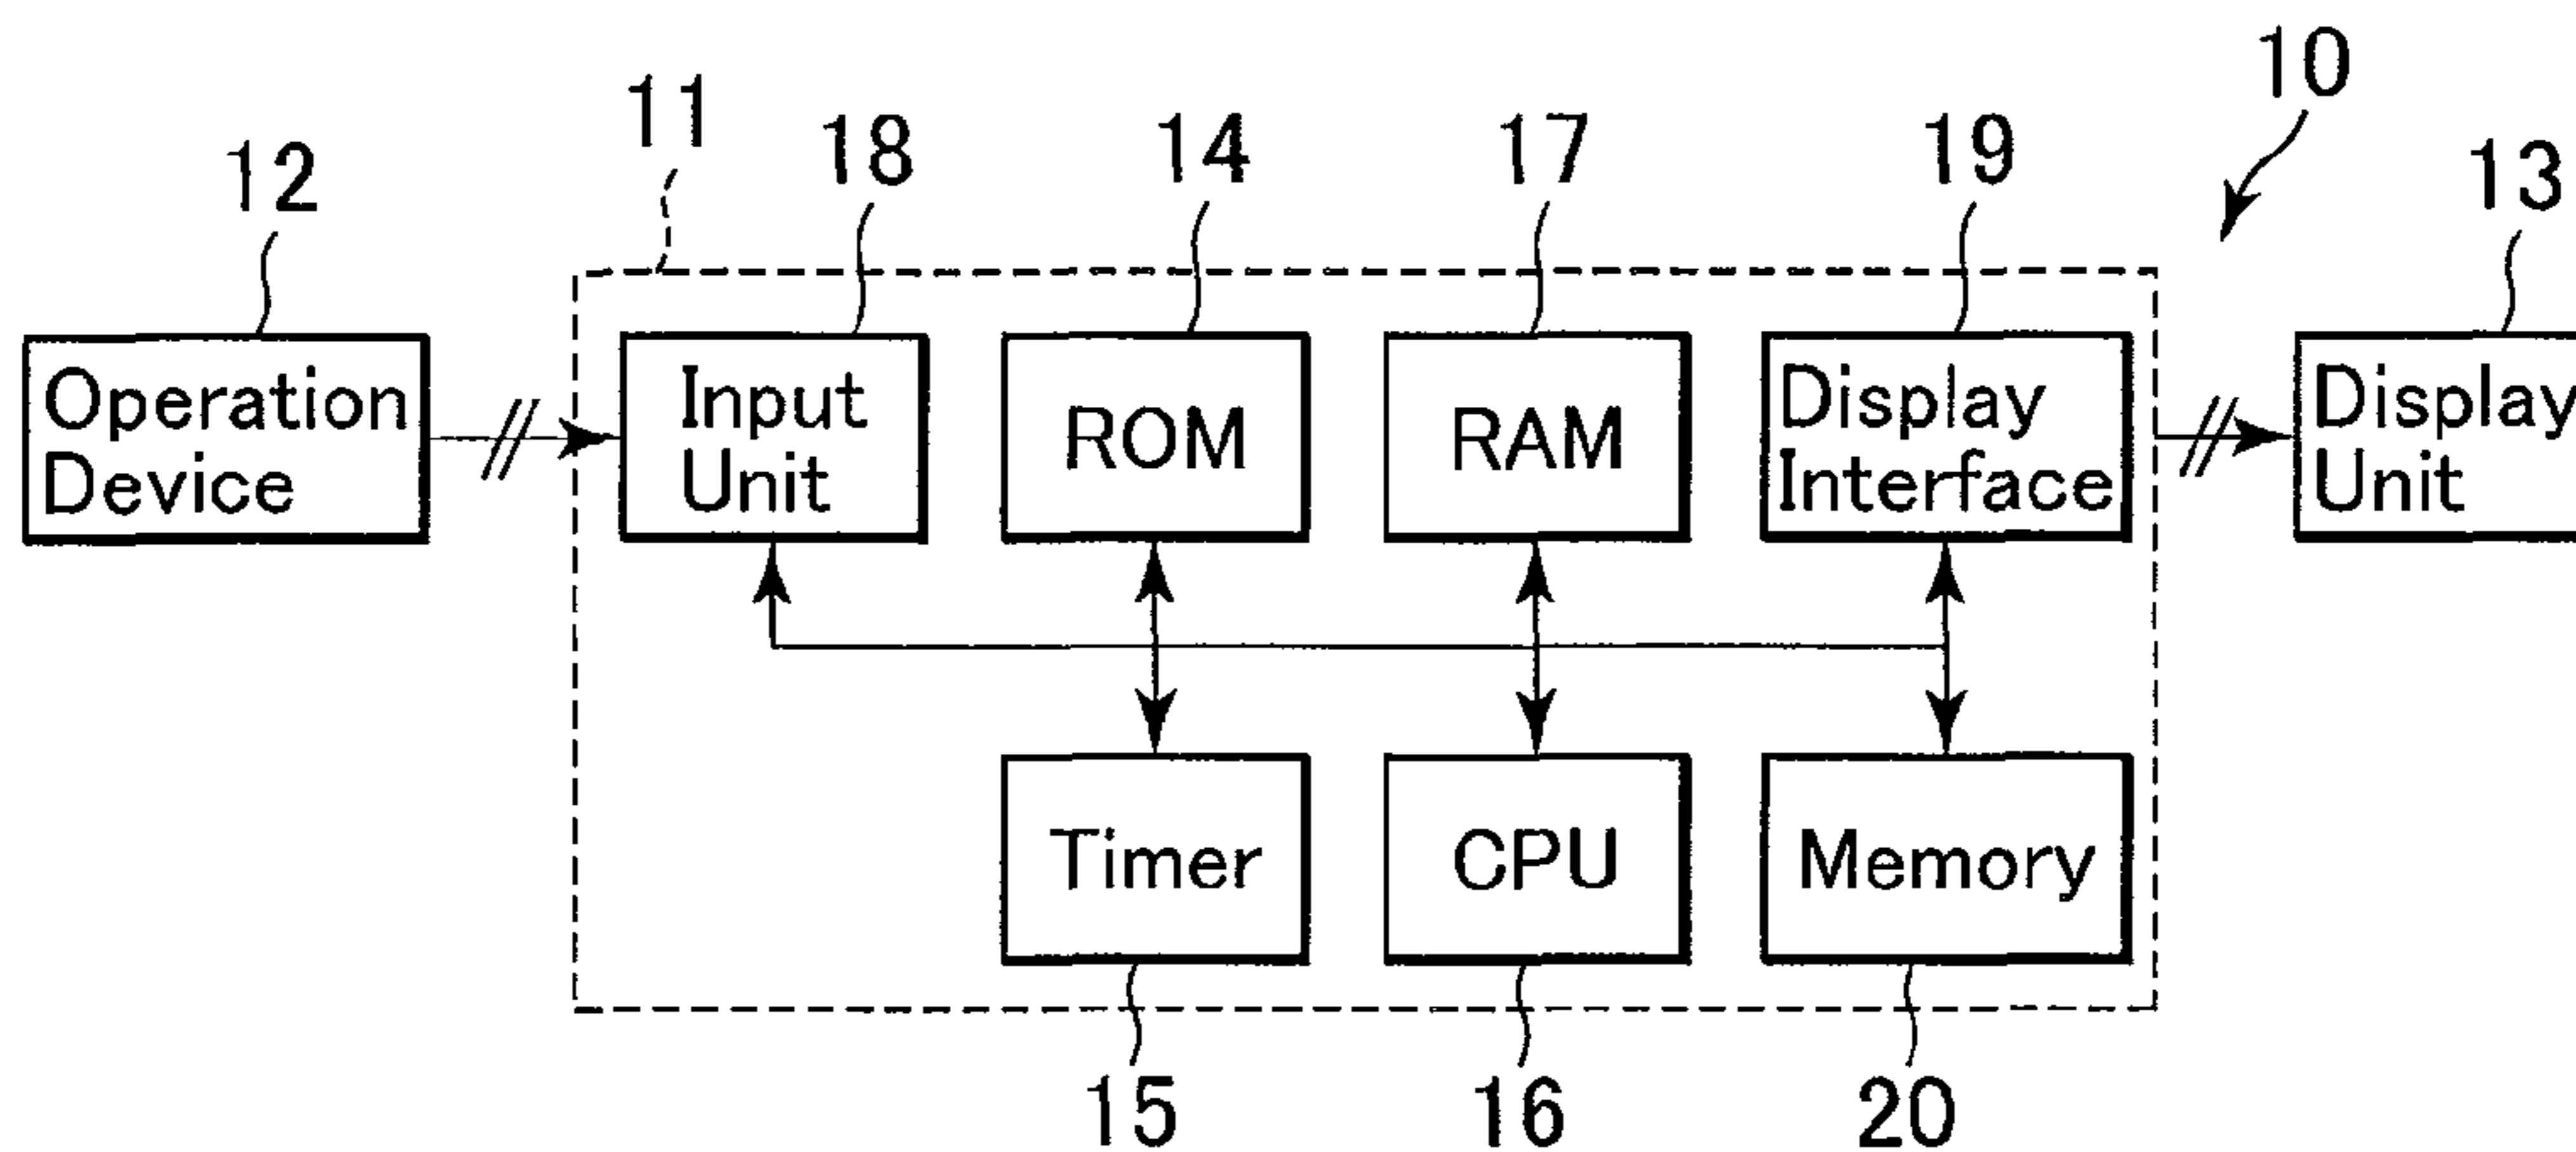 10
11
12
18
14
17
19
13
Operation
Device
Input
Unit
ROM
RAM
Display
Interface
Display
Unit
Timer
CPU
Memory
15
16
20